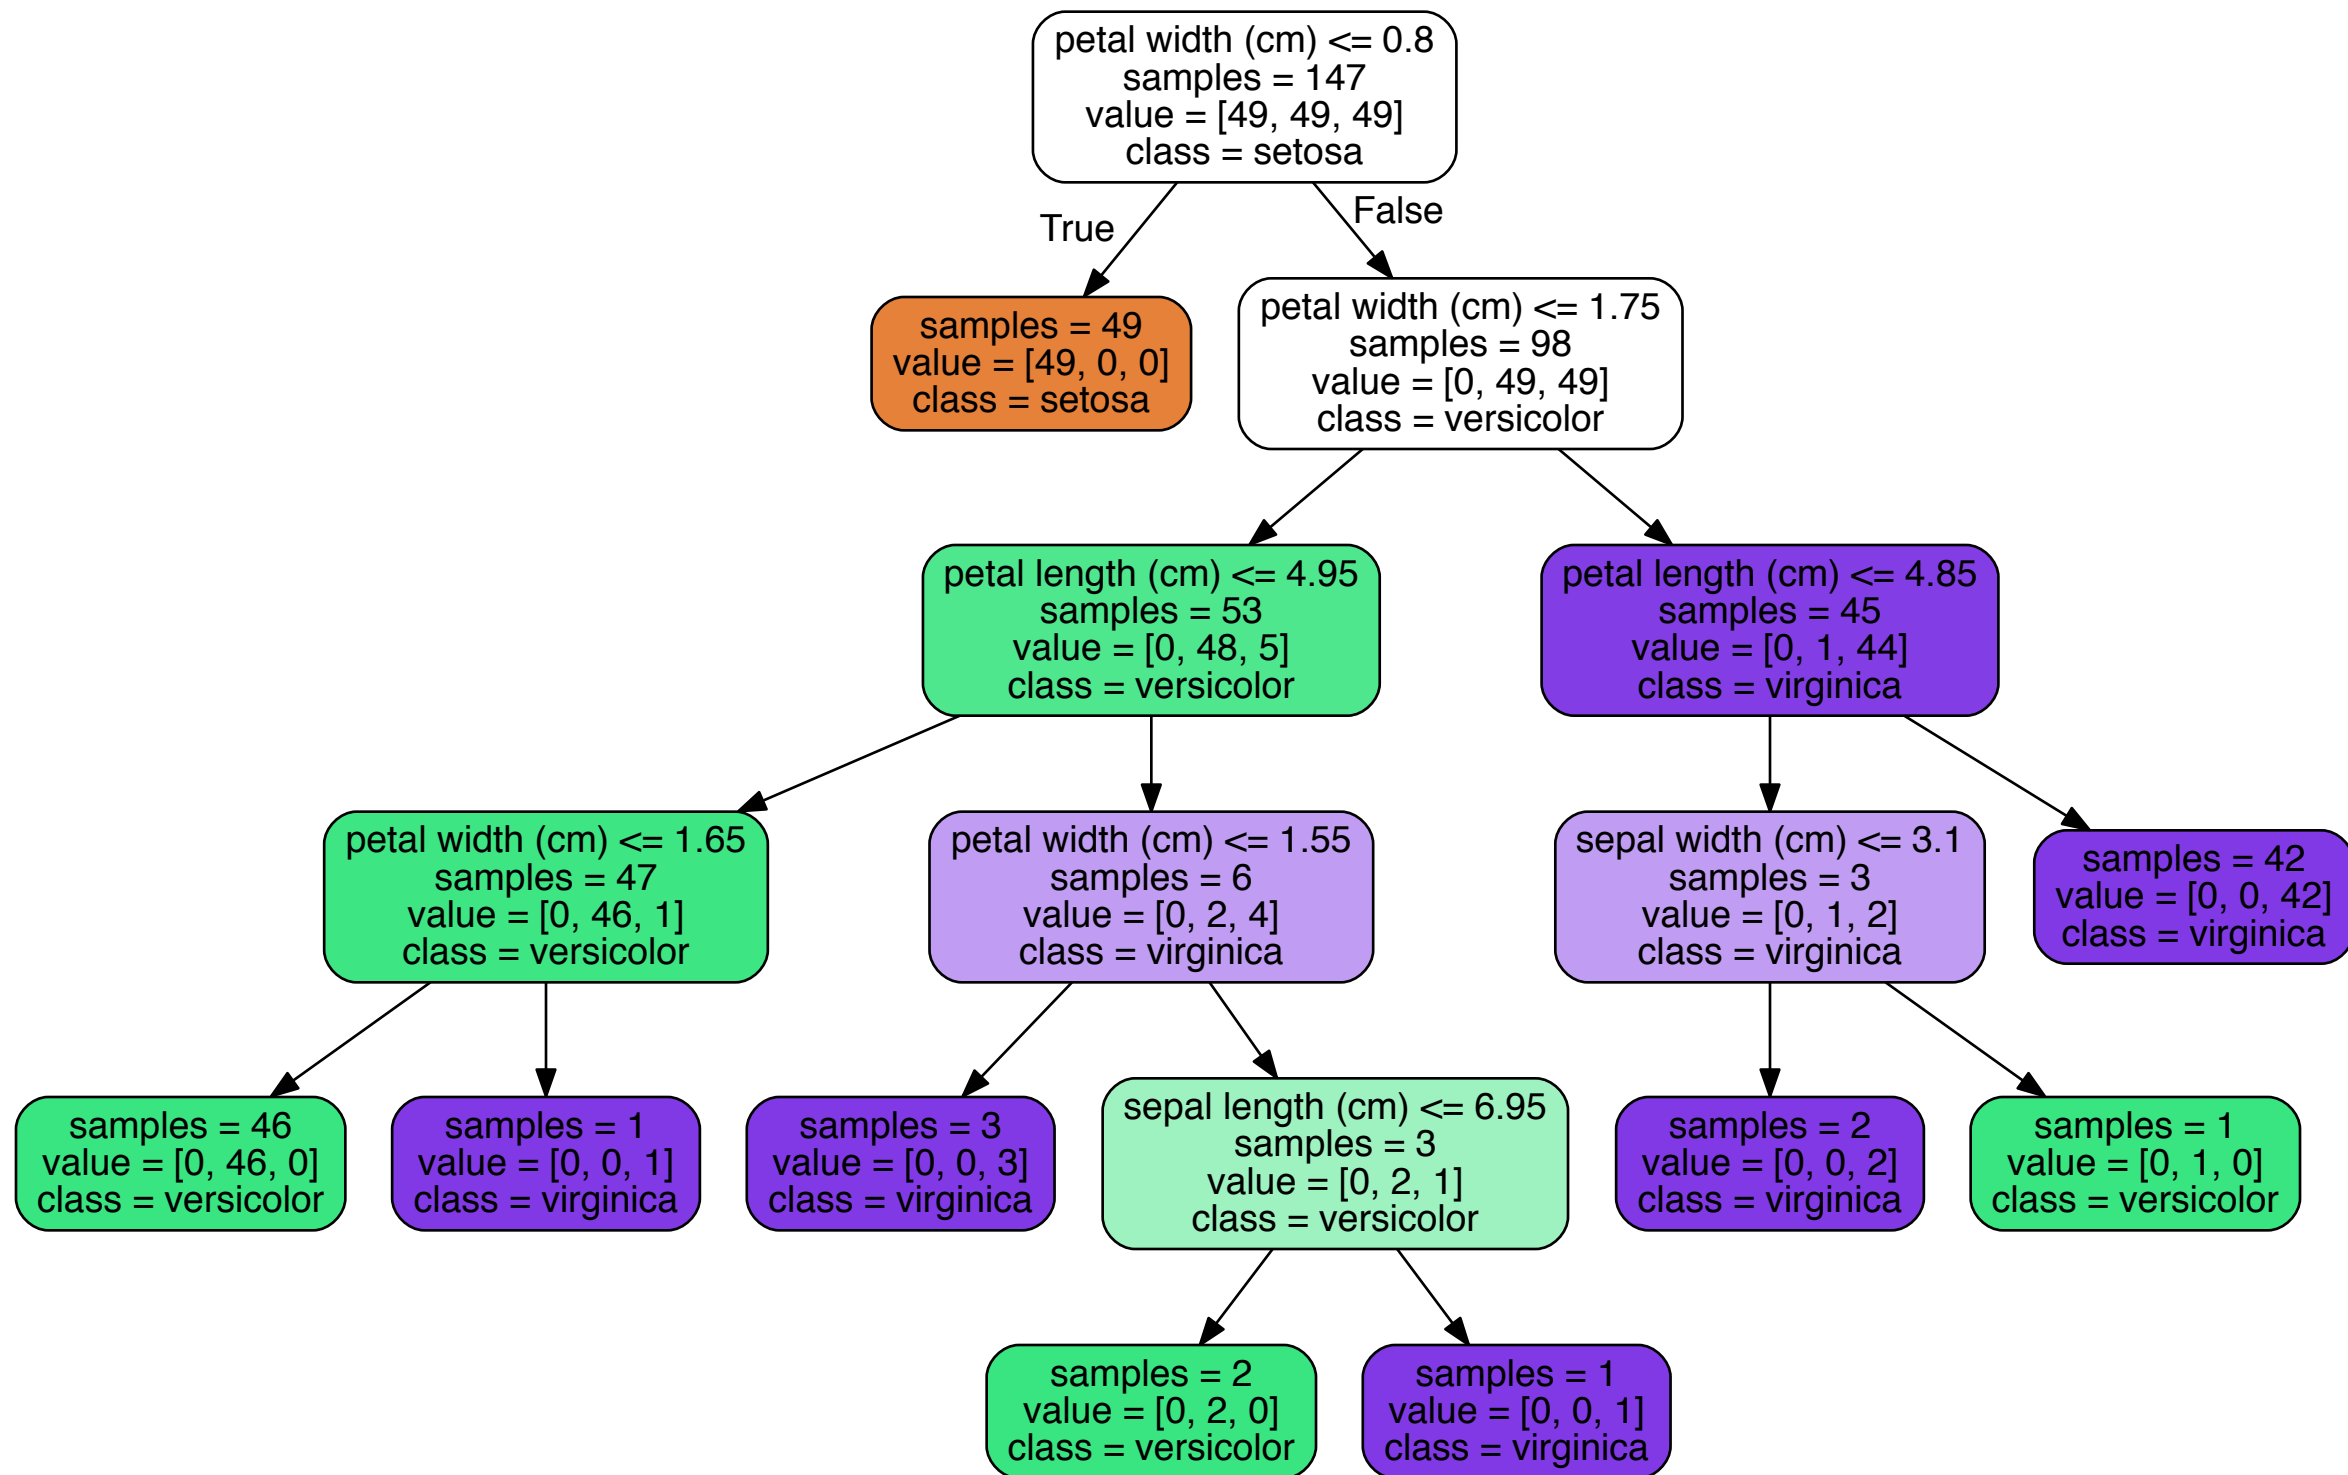 petal width (cm) <= 0.8
samples = 147
value = [49, 49, 49]
class = setosa
True
False
samples = 49
value = [49, 0, 0]
class = setosa
petal width (cm) <= 1.75
samples = 98
value = [0, 49, 49]
class = versicolor
petal length (cm) <= 4.95
samples = 53
value = [0, 48, 5]
class = versicolor
petal length (cm) <= 4.85
samples = 45
value = [0, 1, 44]
class = virginica
petal width (cm) <= 1.65
samples = 47
value = [0, 46, 1]
class = versicolor
petal width (cm) <= 1.55
samples = 6
value = [0, 2, 4]
class = virginica
sepal width (cm) <= 3.1
samples = 3
value = [0, 1, 2]
class = virginica
samples = 42
value = [0, 0, 42]
class = virginica
samples = 46
value = [0, 46, 0]
class = versicolor
samples = 1
value = [0, 0, 1]
class = virginica
samples = 3
value = [0, 0, 3]
class = virginica
sepal length (cm) <= 6.95
samples = 3
value = [0, 2, 1]
class = versicolor
samples = 2
value = [0, 0, 2]
class = virginica
samples = 1
value = [0, 1, 0]
class = versicolor
samples = 2
value = [0, 2, 0]
class = versicolor
samples = 1
value = [0, 0, 1]
class = virginica